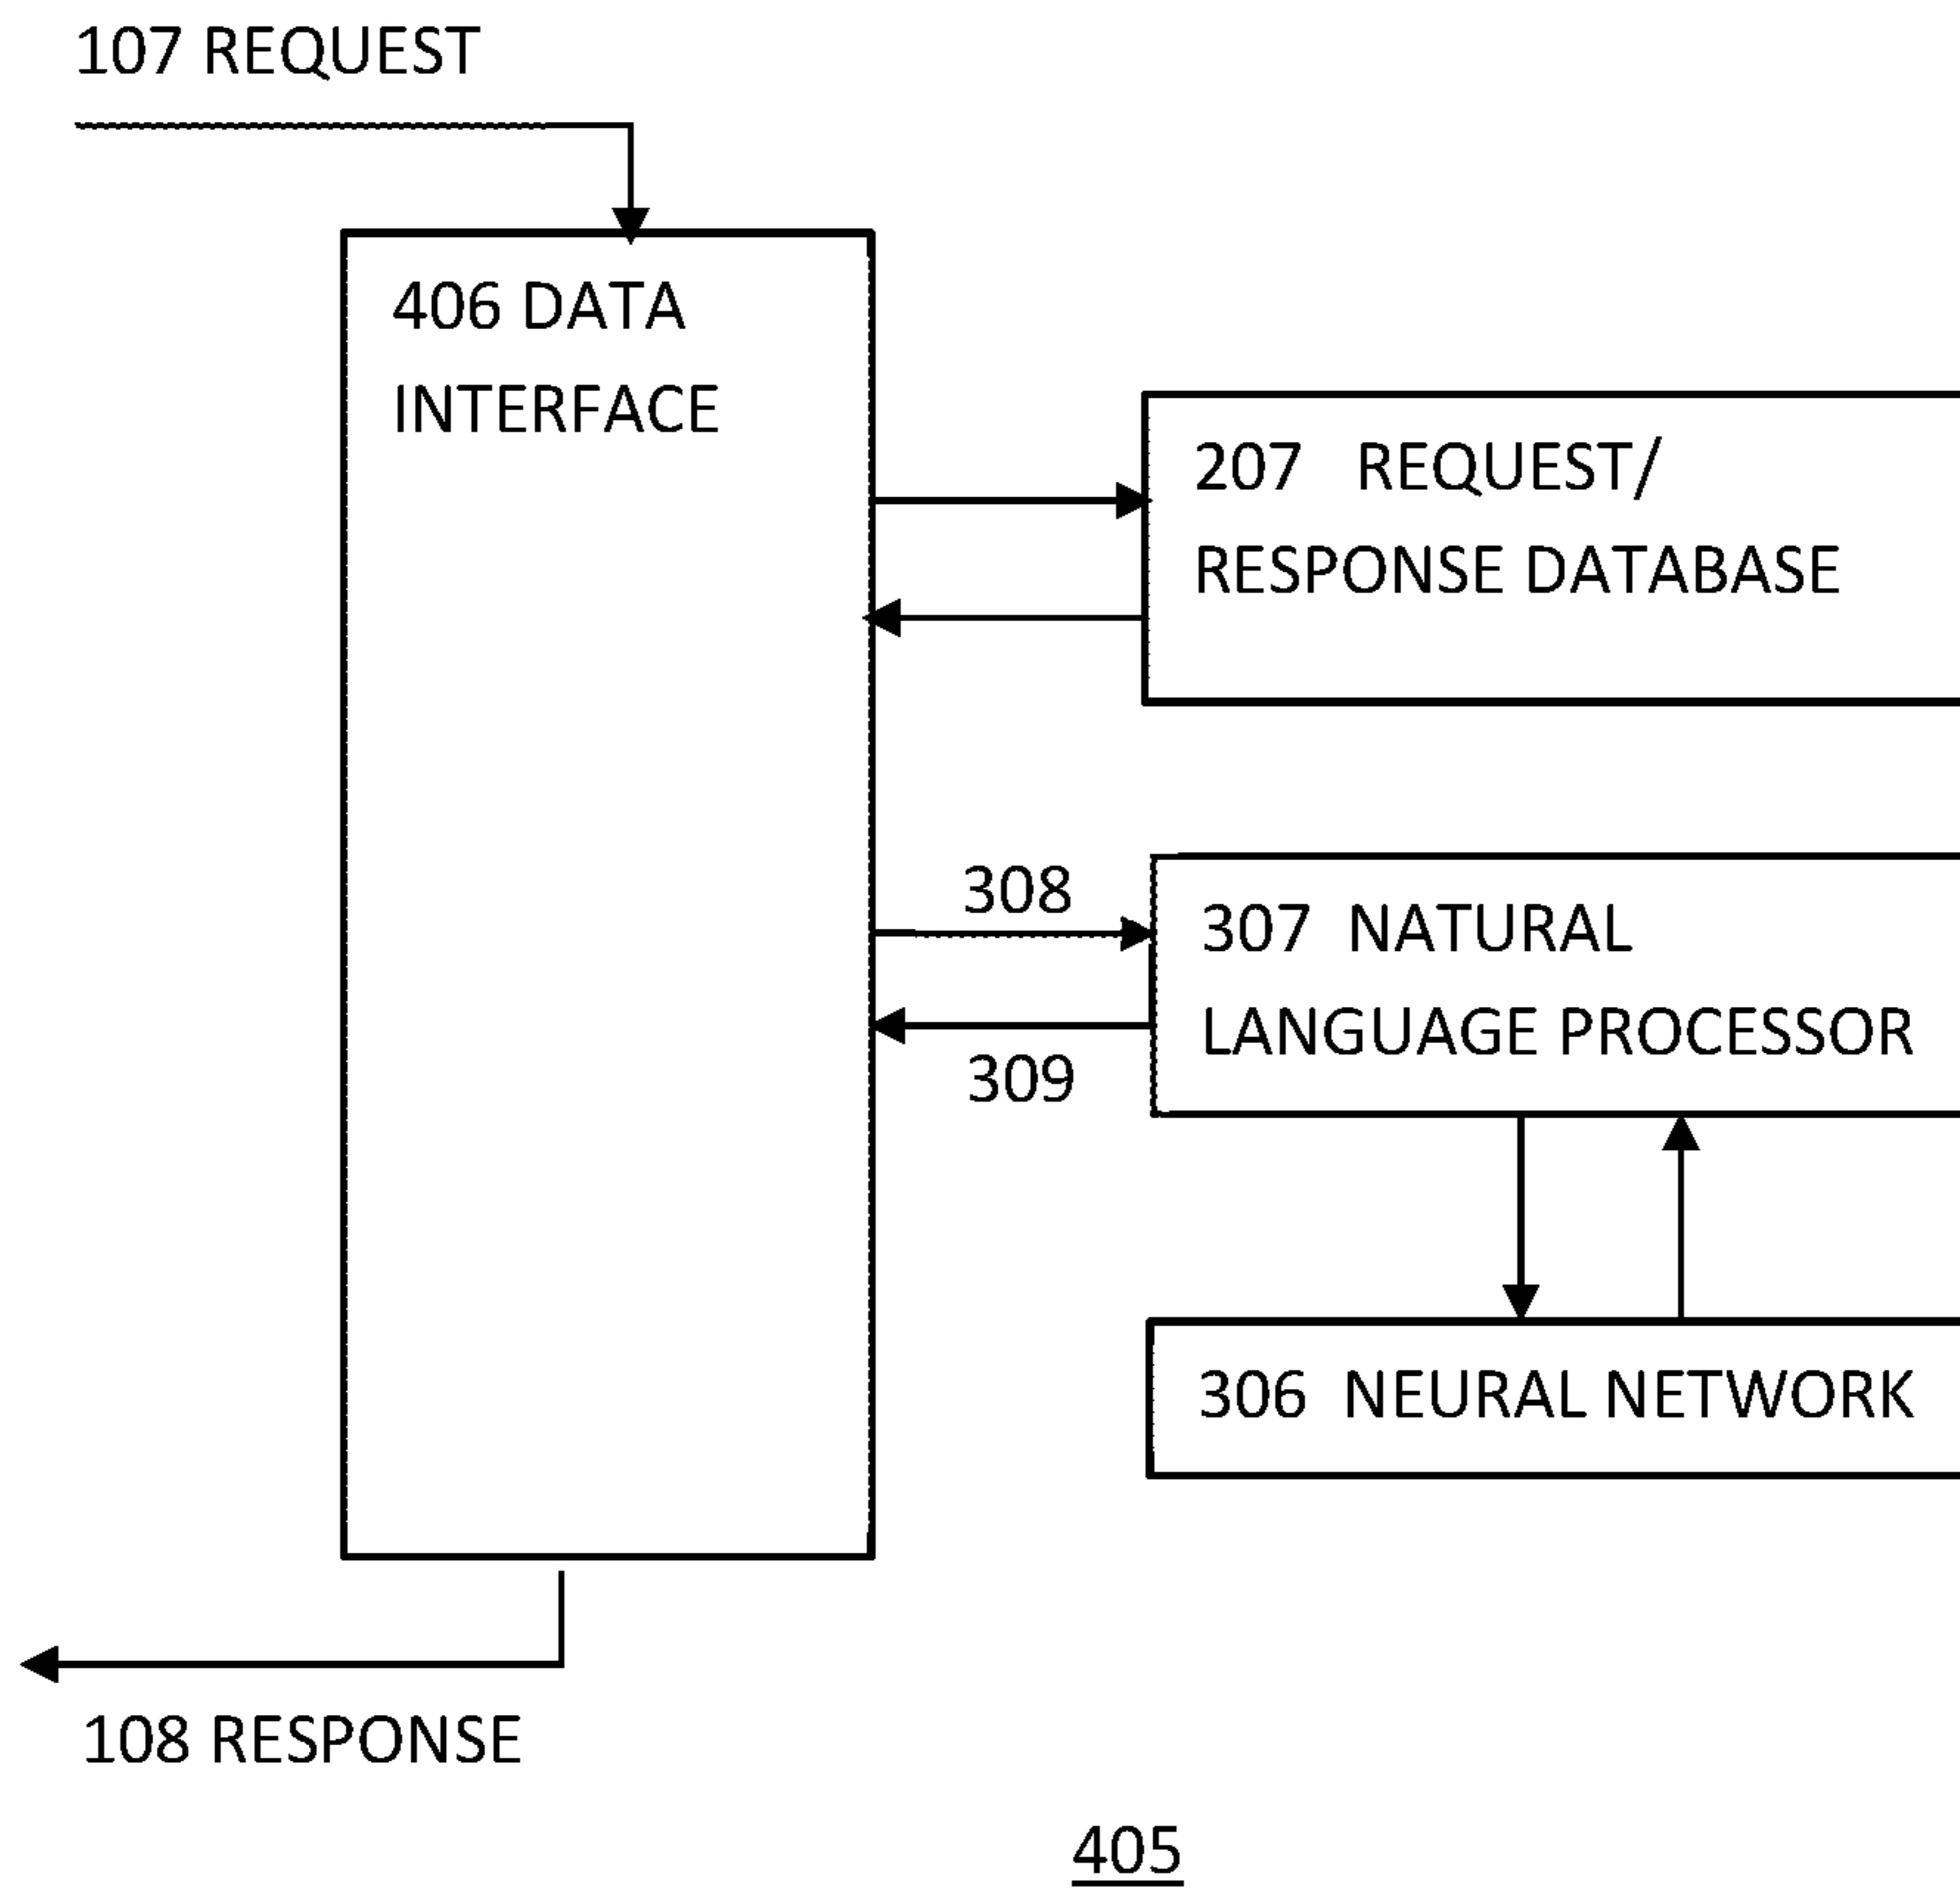 107 REQUEST
406 DATA
INTERFACE
207 REQUEST/
RESPONSE DATABASE
308
307 NATURAL
LANGUAGE PROCESSOR
309
306 NEURAL NETWORK
108 RESPONSE
405